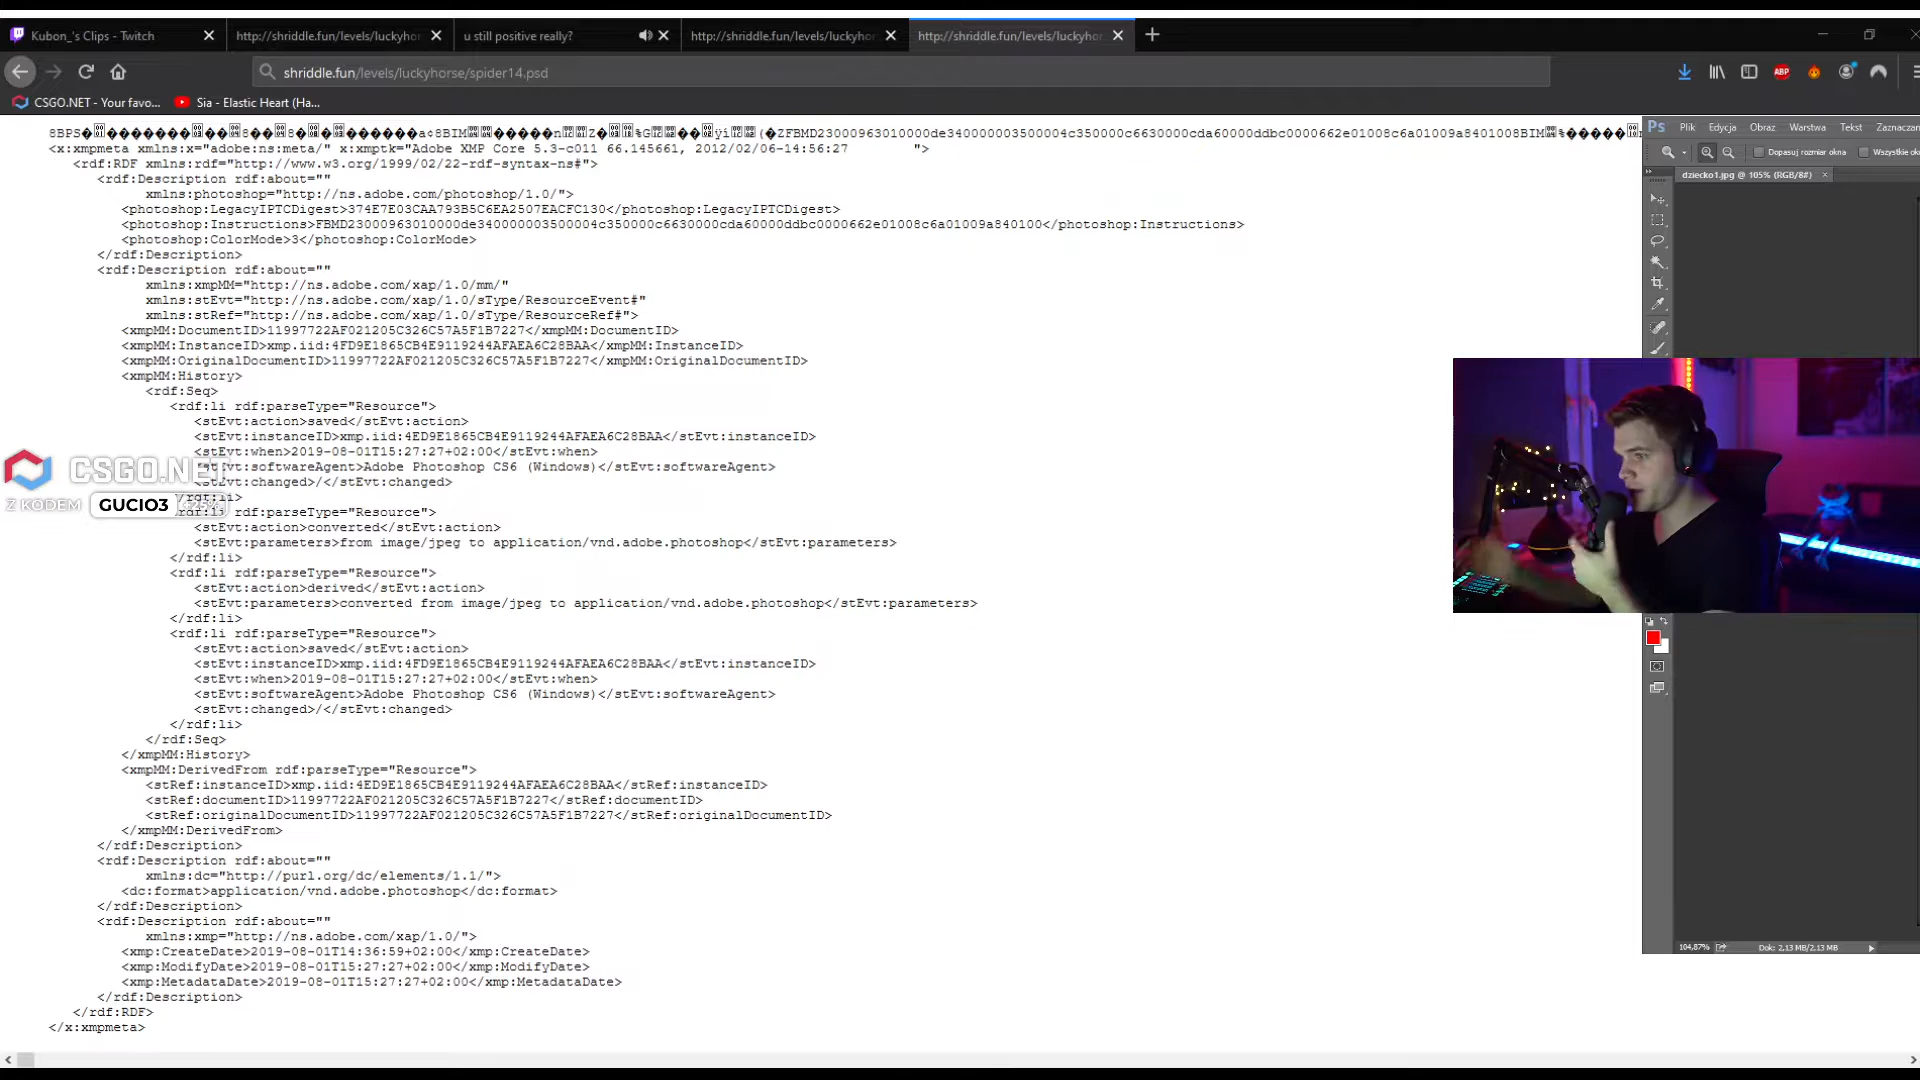 Kubon_'s Clips - Twitch
http://shriddle.fun/levels/luckyhor
u still positive really?
http://shriddle.fun/levels/luckyhor
http://shriddle.fun/levels/luckyhor
shriddle.fun/levels/luckyhorse/spider14.psd
ABP
CSGO.NET - Your favo...
Sia - Elastic Heart (Ha...
<x:xmpmeta xmlns:x="adobe:ns:meta/" x:xmptk="Adobe XMP Core 5.3-c011 66.145661, 2012/02/06-14:56:27        ">
<rdf:RDF xmlns:rdf="http://www.w3.org/1999/02/22-rdf-syntax-ns#">
<rdf:Description rdf:about=""
xmlns:photoshop="http://ns.adobe.com/photoshop/1.0/">
<photoshop:LegacyIPTCDigest>374E7E03CAA793B5C6EA2507EACFC130</photoshop:LegacyIPTCDigest>
<photoshop:Instructions>FBMD23000963010000de340000003500004c350000c6630000cda60000ddbc0000662e01008c6a01009a840100</photoshop:Instructions>
<photoshop:ColorMode>3</photoshop:ColorMode>
</rdf:Description>
<rdf:Description rdf:about=""
xmlns:xmpMM="http://ns.adobe.com/xap/1.0/mm/"
xmlns:stEvt="http://ns.adobe.com/xap/1.0/sType/ResourceEvent#"
xmlns:stRef="http://ns.adobe.com/xap/1.0/sType/ResourceRef#">
<xmpMM:DocumentID>11997722AF021205C326C57A5F1B7227</xmpMM:DocumentID>
<xmpMM:InstanceID>xmp.iid:4FD9E1865CB4E9119244AFAEA6C28BAA</xmpMM:InstanceID>
<xmpMM:OriginalDocumentID>11997722AF021205C326C57A5F1B7227</xmpMM:OriginalDocumentID>
<xmpMM:History>
<rdf:Seq>
<rdf:li rdf:parseType="Resource">
<stEvt:action>saved</stEvt:action>
<stEvt:instanceID>xmp.iid:4ED9E1865CB4E9119244AFAEA6C28BAA</stEvt:instanceID>
<stEvt:when>2019-08-01T15:27:27+02:00</stEvt:when>
<stEvt:softwareAgent>Adobe Photoshop CS6 (Windows)</stEvt:softwareAgent>
<stEvt:changed>/</stEvt:changed>
</rdf:li>
<rdf:li rdf:parseType="Resource">
<stEvt:action>converted</stEvt:action>
<stEvt:parameters>from image/jpeg to application/vnd.adobe.photoshop</stEvt:parameters>
</rdf:li>
<rdf:li rdf:parseType="Resource">
<stEvt:action>derived</stEvt:action>
<stEvt:parameters>converted from image/jpeg to application/vnd.adobe.photoshop</stEvt:parameters>
</rdf:li>
<rdf:li rdf:parseType="Resource">
<stEvt:action>saved</stEvt:action>
<stEvt:instanceID>xmp.iid:4FD9E1865CB4E9119244AFAEA6C28BAA</stEvt:instanceID>
<stEvt:when>2019-08-01T15:27:27+02:00</stEvt:when>
<stEvt:softwareAgent>Adobe Photoshop CS6 (Windows)</stEvt:softwareAgent>
<stEvt:changed>/</stEvt:changed>
</rdf:li>
</rdf:Seq>
</xmpMM:History>
<xmpMM:DerivedFrom rdf:parseType="Resource">
<stRef:instanceID>xmp.iid:4ED9E1865CB4E9119244AFAEA6C28BAA</stRef:instanceID>
<stRef:documentID>11997722AF021205C326C57A5F1B7227</stRef:documentID>
<stRef:originalDocumentID>11997722AF021205C326C57A5F1B7227</stRef:originalDocumentID>
</xmpMM:DerivedFrom>
</rdf:Description>
<rdf:Description rdf:about=""
xmlns:dc="http://purl.org/dc/elements/1.1/">
<dc:format>application/vnd.adobe.photoshop</dc:format>
</rdf:Description>
<rdf:Description rdf:about=""
xmlns:xmp="http://ns.adobe.com/xap/1.0/">
<xmp:CreateDate>2019-08-01T14:36:59+02:00</xmp:CreateDate>
<xmp:ModifyDate>2019-08-01T15:27:27+02:00</xmp:ModifyDate>
<xmp:MetadataDate>2019-08-01T15:27:27+02:00</xmp:MetadataDate>
</rdf:Description>
</rdf:RDF>
</x:xmpmeta>
CSGO.NET
Z KODEM GUCIO3 +25%
Ps Plik Edycja Obraz Warstwa Tekst Zaznaczan
Dopasuj rozmiar okna Wszystkie ok
dziecko1.jpg @ 105% (RGB/8#)
104,87% Dok: 2,13 MB/2,13 MB